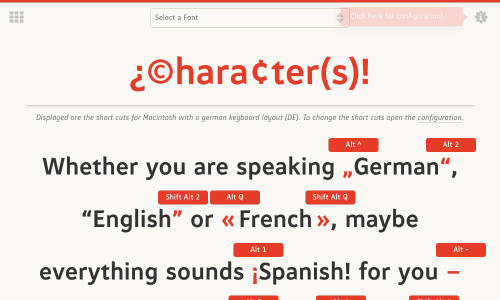 Select a Font
Click here for configuration!
¿©hara¢ter(s)!
Displayed are the short cuts for Macintosh with a german keyboard layout (DE). To change the short cuts open the configuration.
Alt ^ Alt 2
Whether you are speaking „German“,
Shift Alt 2 Alt Q Shift Alt Q
“English” or «French», maybe
Alt 1 Alt -
everything sounds ¡Spanish! for you –